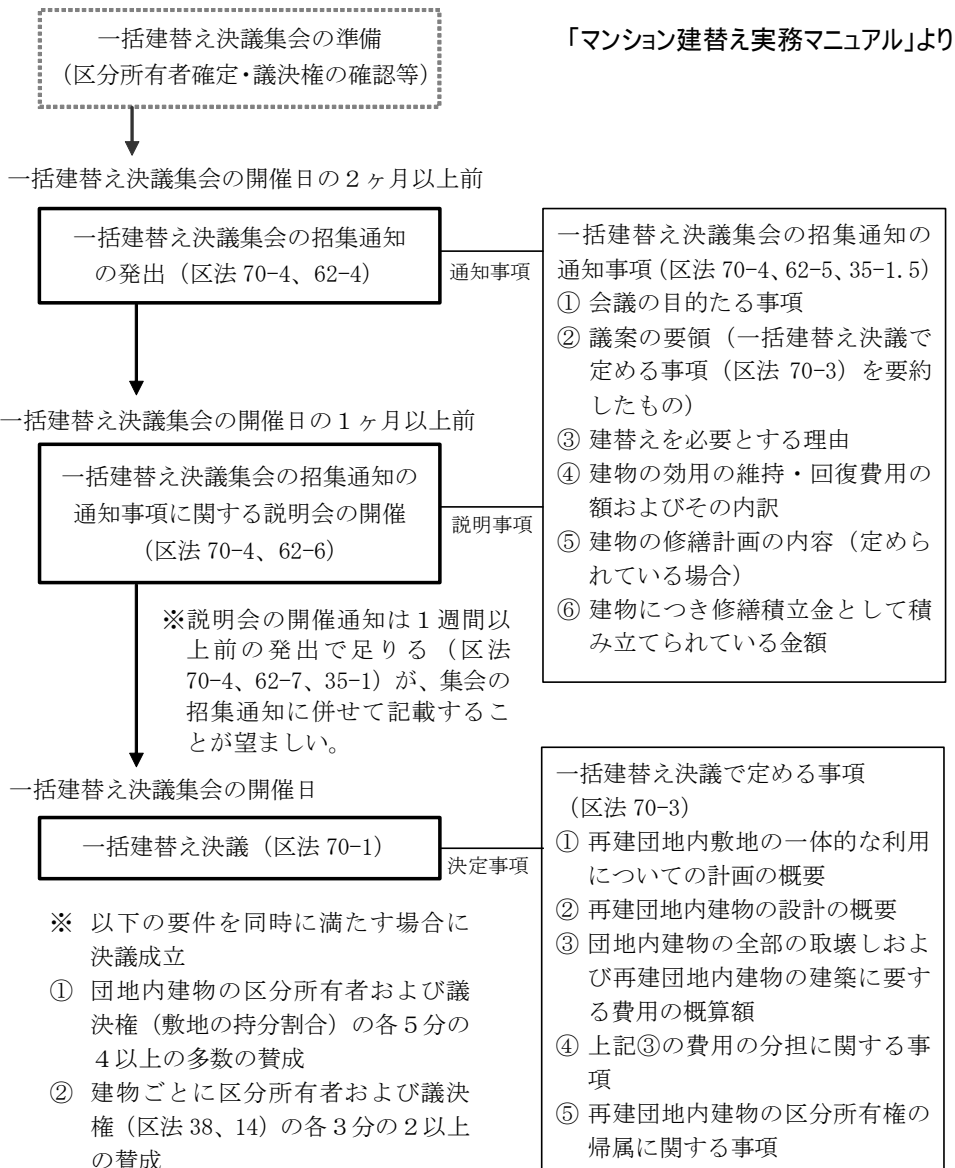 一括建替え決議集会の準備
（区分所有者確定・議決権の確認等）
「マンション建替え実務マニュアル」より
一括建替え決議集会の開催日の２ヶ月以上前
一括建替え決議集会の招集通知
の発出（区法 70-4、62-4）
通知事項
一括建替え決議集会の招集通知の
通知事項（区法 70-4、62-5、35-1.5）
① 会議の目的たる事項
② 議案の要領（一括建替え決議で
定める事項（区法 70-3）を要約
したもの）
③ 建替えを必要とする理由
④ 建物の効用の維持・回復費用の
額およびその内訳
⑤ 建物の修繕計画の内容（定めら
れている場合）
⑥ 建物につき修繕積立金として積
み立てられている金額
一括建替え決議集会の開催日の１ヶ月以上前
一括建替え決議集会の招集通知の
通知事項に関する説明会の開催
（区法 70-4、62-6）
説明事項
※説明会の開催通知は１週間以
上前の発出で足りる（区法
70-4、62-7、35-1）が、集会の
招集通知に併せて記載するこ
とが望ましい。
一括建替え決議集会の開催日
一括建替え決議（区法 70-1）
決定事項
※ 以下の要件を同時に満たす場合に
決議成立
① 団地内建物の区分所有者および議
決権（敷地の持分割合）の各５分の
４以上の多数の賛成
② 建物ごとに区分所有者および議決
権（区法 38、14）の各３分の２以上
の賛成
一括建替え決議で定める事項
（区法 70-3）
① 再建団地内敷地の一体的な利用
についての計画の概要
② 再建団地内建物の設計の概要
③ 団地内建物の全部の取壊しおよ
び再建団地内建物の建築に要す
る費用の概算額
④ 上記③の費用の分担に関する事
項
⑤ 再建団地内建物の区分所有権の
帰属に関する事項